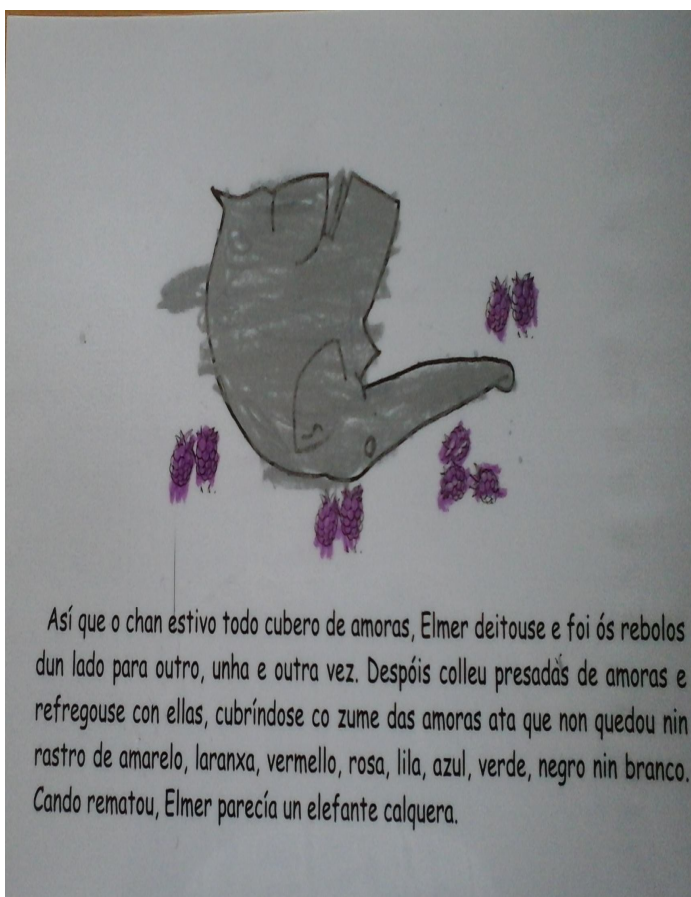 Así que o chan estivo todo cubero de amoras, Elmer deitouse e foi ós rebolos
dun lado para outro, unha e outra vez. Despóis colleu presadas de amoras e
refregouse con ellas, cubríndose co zume das amoras ata que non quedou nin
rastro de amarelo, laranxa, vermello, rosa, lila, azul, verde, negro nin branco.
Cando rematou, Elmer parecía un elefante calquera.